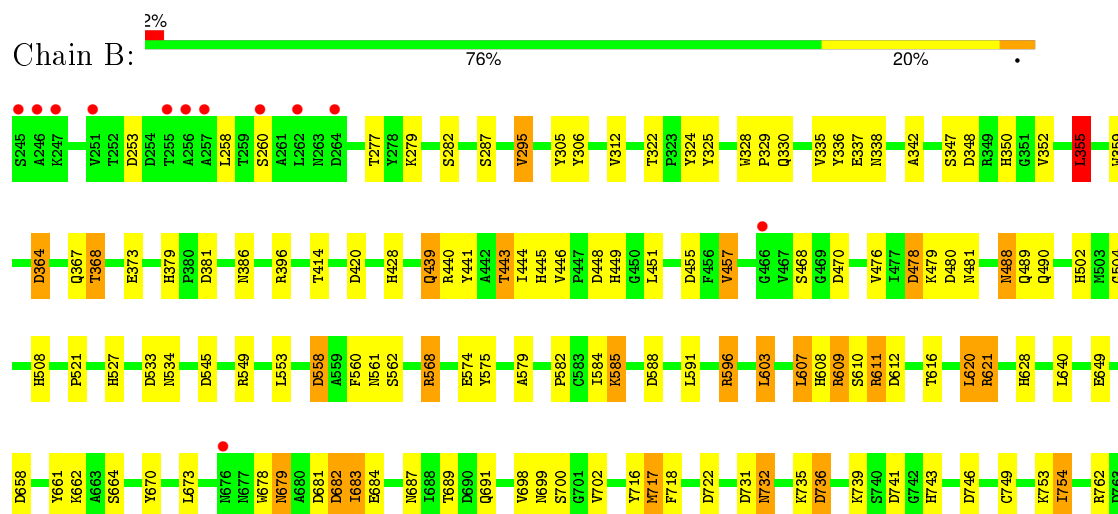 2%
Chain B:
76% 20% •
S245 A246 K247 V251 T252 D253 D254 T255 A256 A257 L258 T259 S260 A261 L262 N263 D264 T277 Y278 K279 S282 S287 V295 Y305 Y306 V312 T322 P323 Y324 Y325 W328 P329 Q330 V335 Y336 E337 N338 A342 S347 D348 R349 H350 G351 V352 L355 W359
D364 Q367 T368 E373 H379 P380 D381 N386 R396 T414 D420 H428 Q439 R440 Y441 A442 T443 I444 H445 V446 P447 D448 H449 G450 L451 D455 F456 V457 G466 V467 S468 G469 D470 V476 I477 D478 K479 D480 N481 N488 Q489 Q490 H502 M503
H508 P521 H527 D533 N534 D545 R549 L553 D558 A559 F560 N561 S562 R568 E574 Y575 A579 P582 C583 I584 K585 D588 L591 R596 L603 L607 H608 R609 S610 R611 D612 T616 L620 R621 H628 L640 E649
D658 Y661 K662 A663 S664 Y670 L673 N676 N677 W678 N679 A680 D681 D682 I683 E684 N687 I688 T689 D690 Q691 V698 N699 S700 G701 V702 Y716 M717 F718 D722 D731 N732 K735 D736 K739 S740 D741 G742 H743 D746 C749 K753 I754 R762